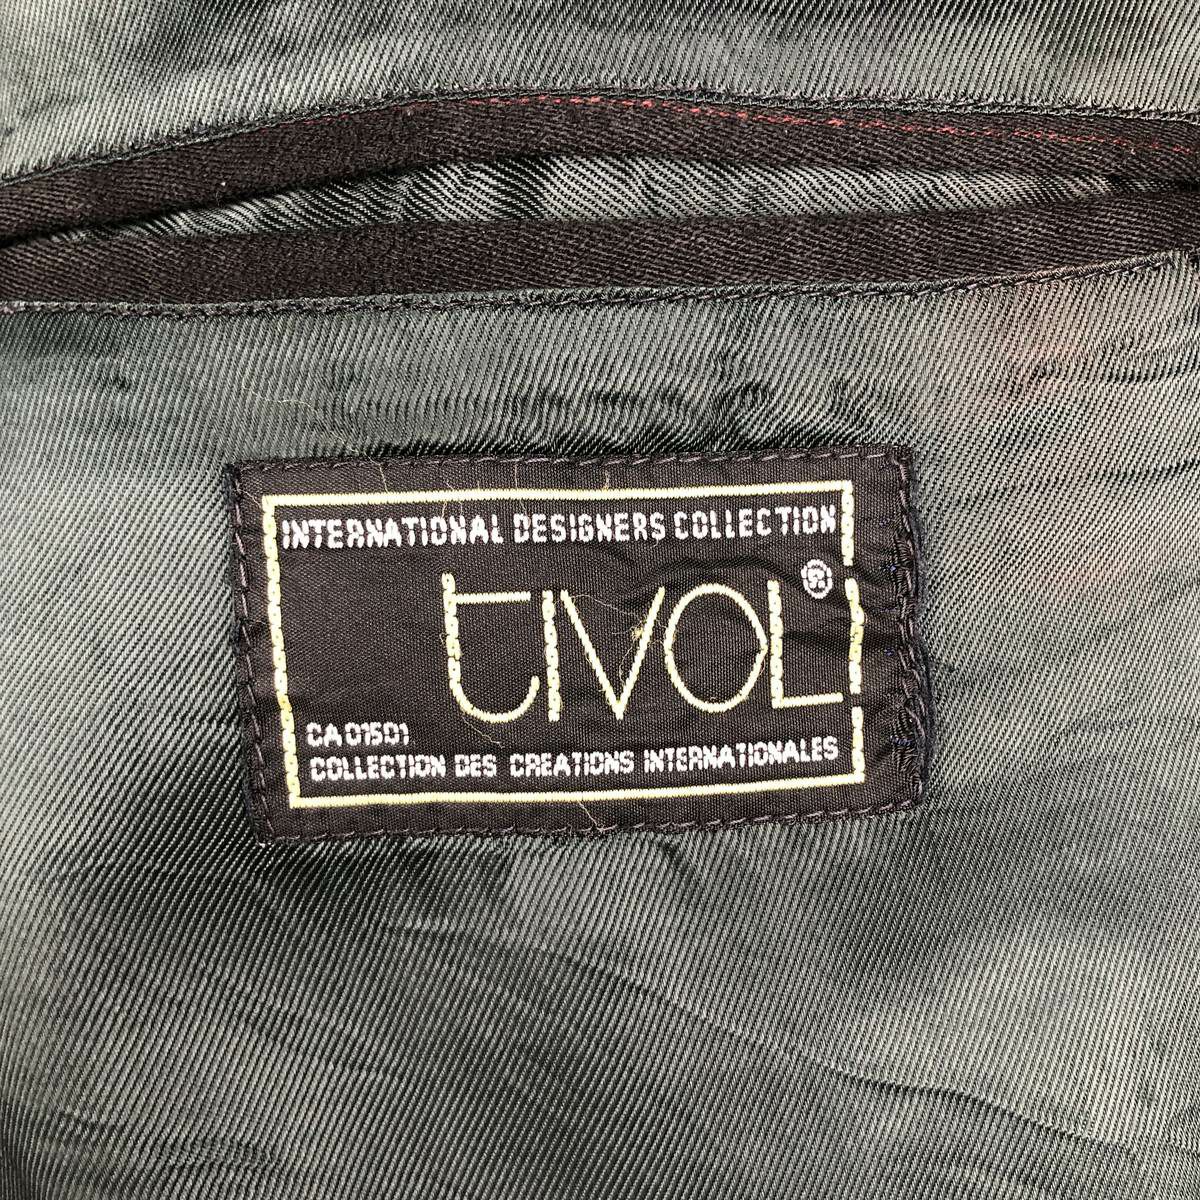 INTERNATIONAL DESIGNERS COLLECTION
tIVOLI®
CA 01501
COLLECTION DES CREATIONS INTERNATIONALES